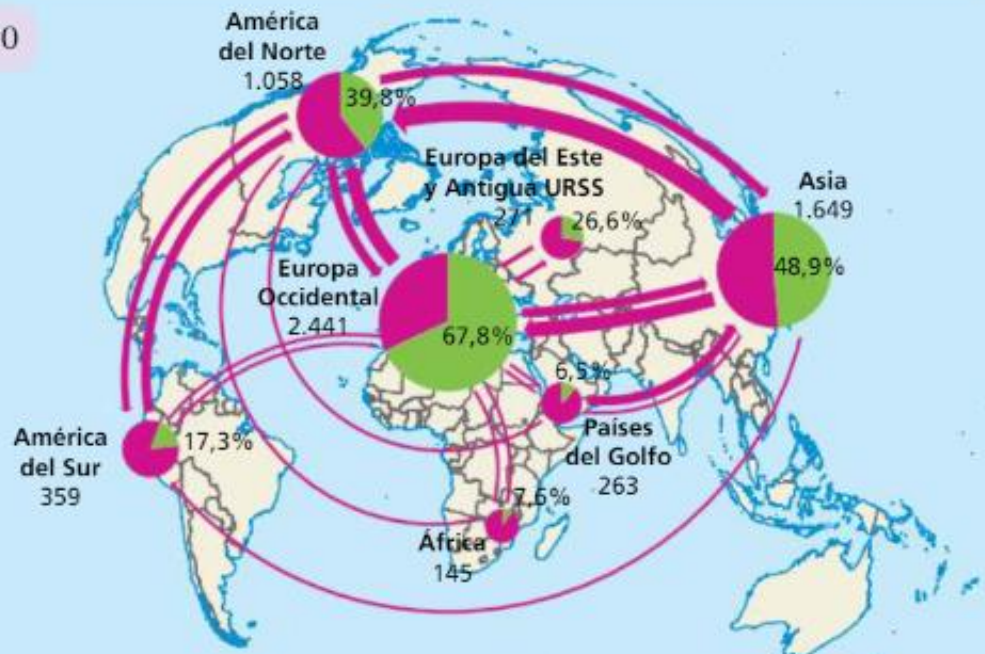 0
América
del Norte
1.058
39,8%
Europa del Este
y Antigua URSS
271
26,6%
Asia
1.649
48,9%
Europa
Occidental
2.441
67,8%
6,5%
Países
del Golfo
263
América
del Sur
359
17,3%
7,6%
África
145